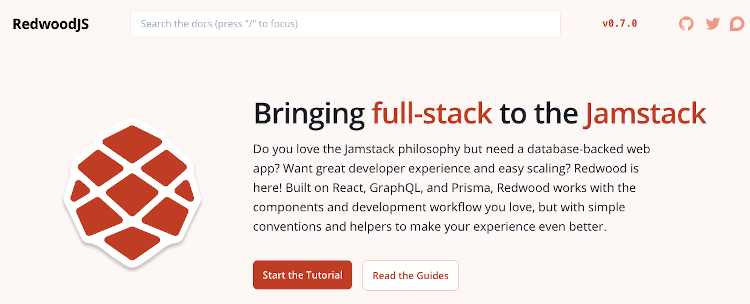 RedwoodJS
Search the docs (press "/" to focus)
v0.7.0
Bringing full-stack to the Jamstack
Do you love the Jamstack philosophy but need a database-backed web
app? Want great developer experience and easy scaling? Redwood is
here! Built on React, GraphQL, and Prisma, Redwood works with the
components and development workflow you love, but with simple
conventions and helpers to make your experience even better.
Start the Tutorial
Read the Guides